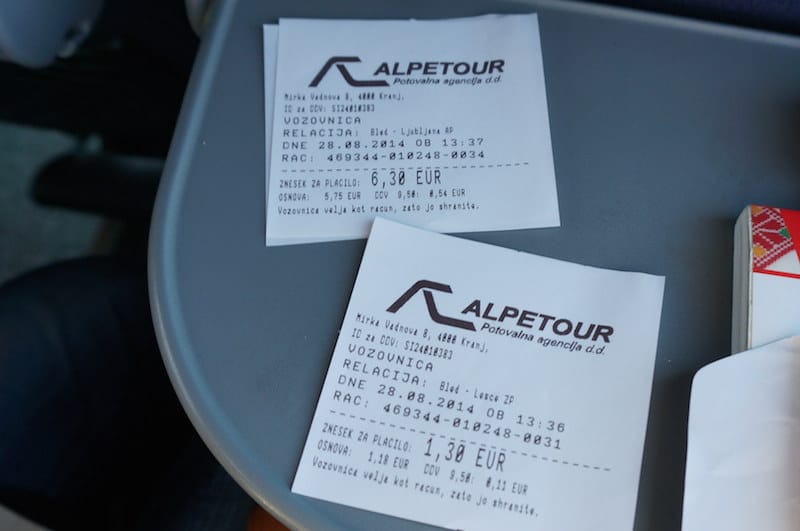 ALPETOUR
Potovalna agencija d.d.
Mirka Vadnova 8, 4000 Kranj,
ID za DDV: SI24010383
VOZOVNICA
RELACIJA: Bled - Ljubljana AP
DNE 28.08.2014 OB 13:37
RAC: 469344-010248-0034
ZNESEK ZA PLACILO: 6,30 EUR
OSNOVA: 5,75 EUR DDV 9,50: 0,54 EUR
Vozovnica velja kot racun, zato jo shranite.
ALPETOUR
Potovalna agencija d.d.
Mirka Vadnova 8, 4000 Kranj,
ID za DDV: SI24010383
VOZOVNICA
RELACIJA: Bled - Lesce ZP
DNE 28.08.2014 OB 13:36
RAC: 469344-010248-0031
ZNESEK ZA PLACILO: 1,30 EUR
OSNOVA: 1,18 EUR DDV 9,50: 0,11 EUR
Vozovnica velja kot racun, zato jo shranite.